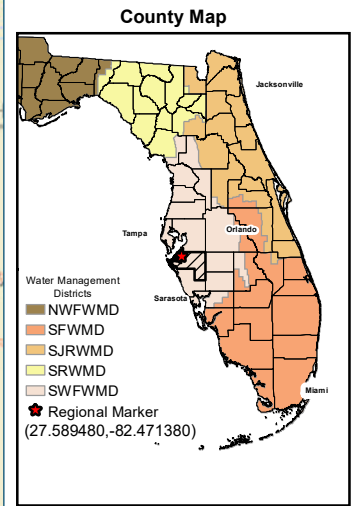 County Map
Jacksonville
Tampa
Orlando
Sarasota
Miami
Water Management
Districts
NWFWMD
SFWMD
SJRWMD
SRWMD
SWFWMD
Regional Marker
(27.589480,-82.471380)